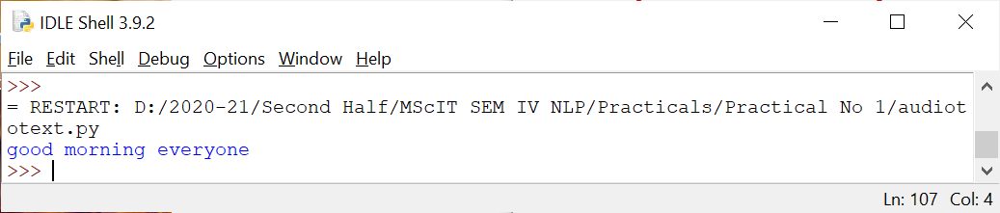 IDLE Shell 3.9.2
File Edit Shell Debug Options Window Help
>>>
= RESTART: D:/2020-21/Second Half/MScIT SEM IV NLP/Practicals/Practical No 1/audiot
otext.py
good morning everyone
>>>
Ln: 107 Col: 4